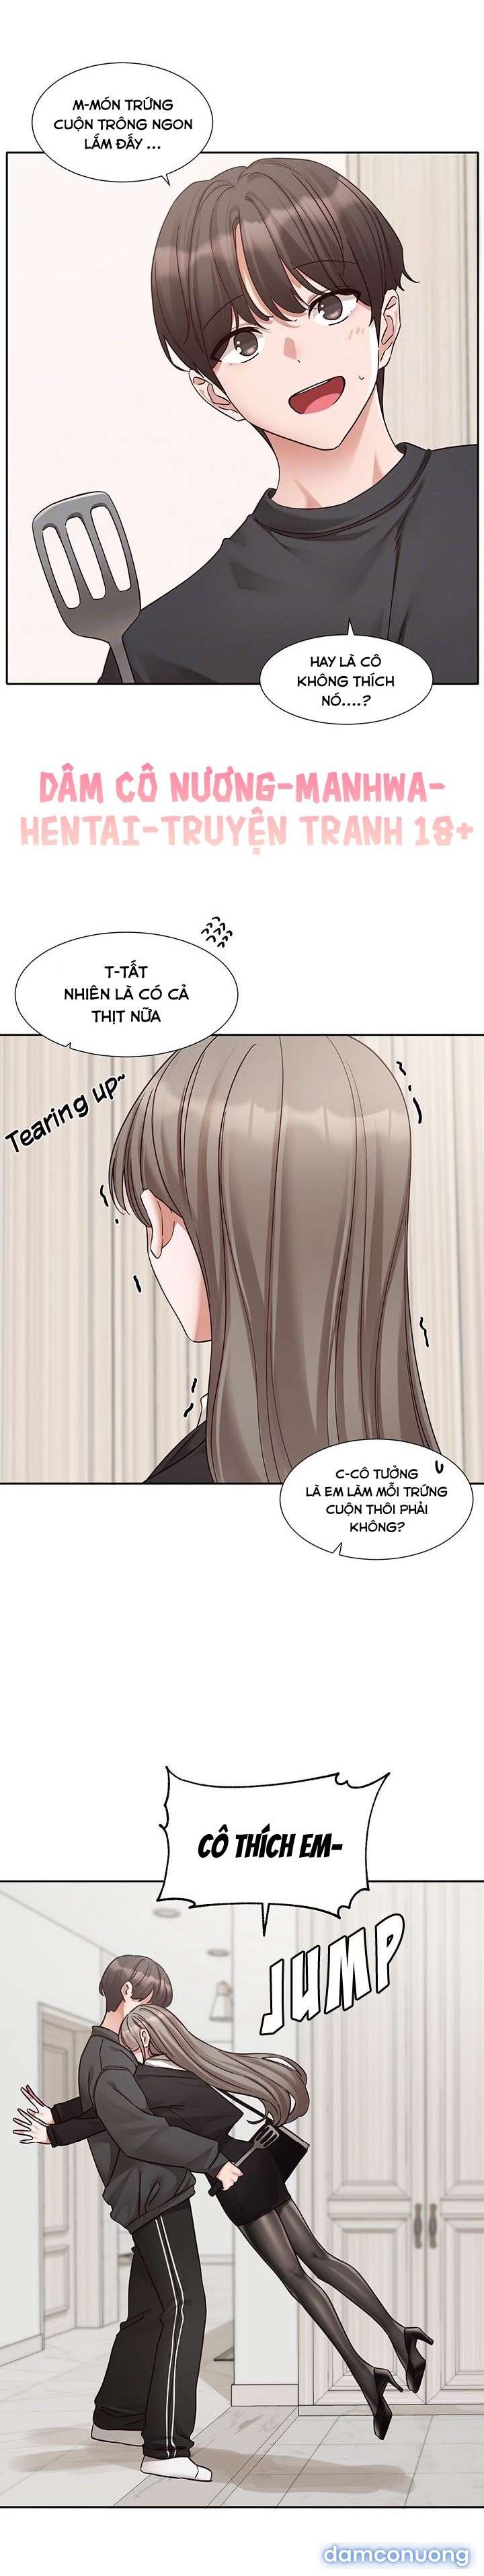 M-MÓN TRỨNG
CUỘN TRÔNG NGON
LẮM ĐẤY ...
HAY LÀ CÔ
KHÔNG THÍCH
NÓ....?
DÂM CÔ NƯƠNG-MANHWA-
HENTAI-TRUYỆN TRANH 18+
T-TẤT
NHIÊN LÀ CÓ CẢ
THỊT NỮA
Tearing up~
C-CÔ TƯỞNG
LÀ EM LÀM MỖI TRỨNG
CUỘN THÔI PHẢI
KHÔNG?
CÔ THÍCH EM-
JUMP
damconuong